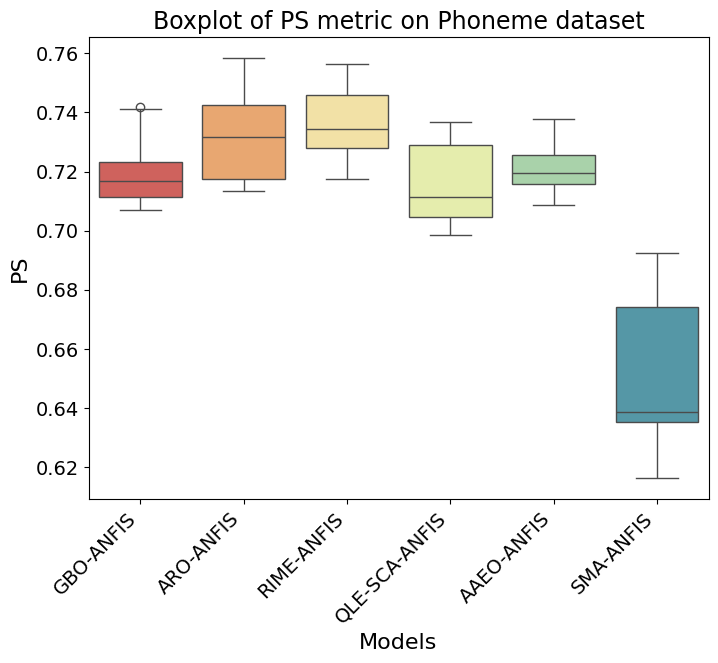 Boxplot of PS metric on Phoneme dataset
0.76
0.74
0.72
0.70
0.68
0.66
0.64
0.62
PS
GBO-ANFIS
ARO-ANFIS
RIME-ANFIS
QLE-SCA-ANFIS
AAEO-ANFIS
SMA-ANFIS
Models